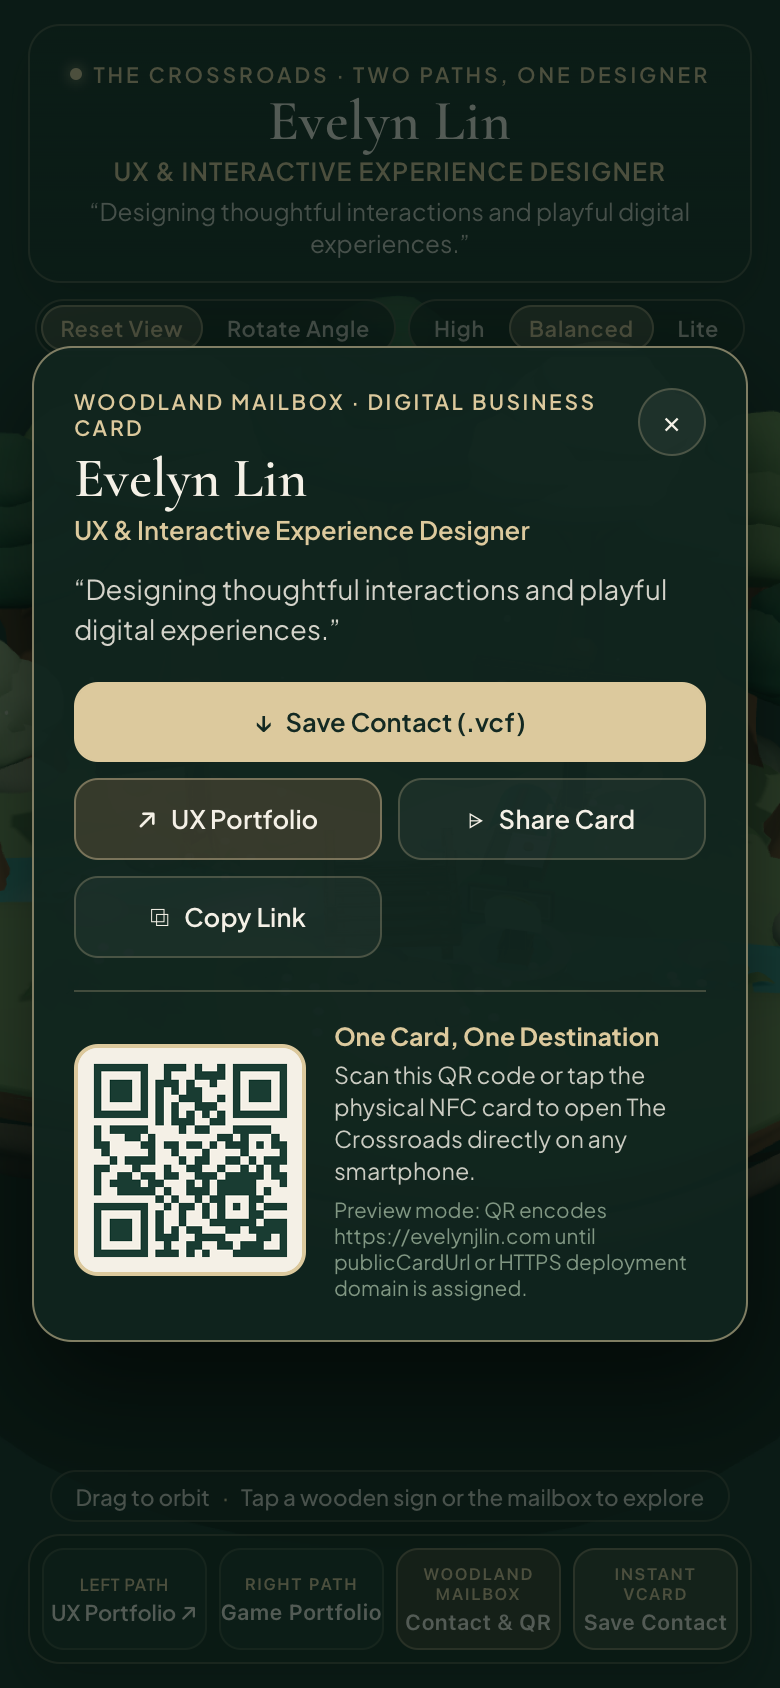 THE CROSSROADS · TWO PATHS, ONE DESIGNER
Evelyn Lin
UX & INTERACTIVE EXPERIENCE DESIGNER
“Designing thoughtful interactions and playful digital
experiences.”
Reset View Rotate Angle High Balanced Lite
WOODLAND MAILBOX · DIGITAL BUSINESS
CARD
×
Evelyn Lin
UX & Interactive Experience Designer
“Designing thoughtful interactions and playful
digital experiences.”
↓ Save Contact (.vcf)
↗ UX Portfolio
Share Card
Copy Link
One Card, One Destination
Scan this QR code or tap the
physical NFC card to open The
Crossroads directly on any
smartphone.
Preview mode: QR encodes
https://evelynjlin.com until
publicCardUrl or HTTPS deployment
domain is assigned.
Drag to orbit · Tap a wooden sign or the mailbox to explore
LEFT PATH
UX Portfolio ↗
RIGHT PATH
Game Portfolio
WOODLAND
MAILBOX
Contact & QR
INSTANT
VCARD
Save Contact